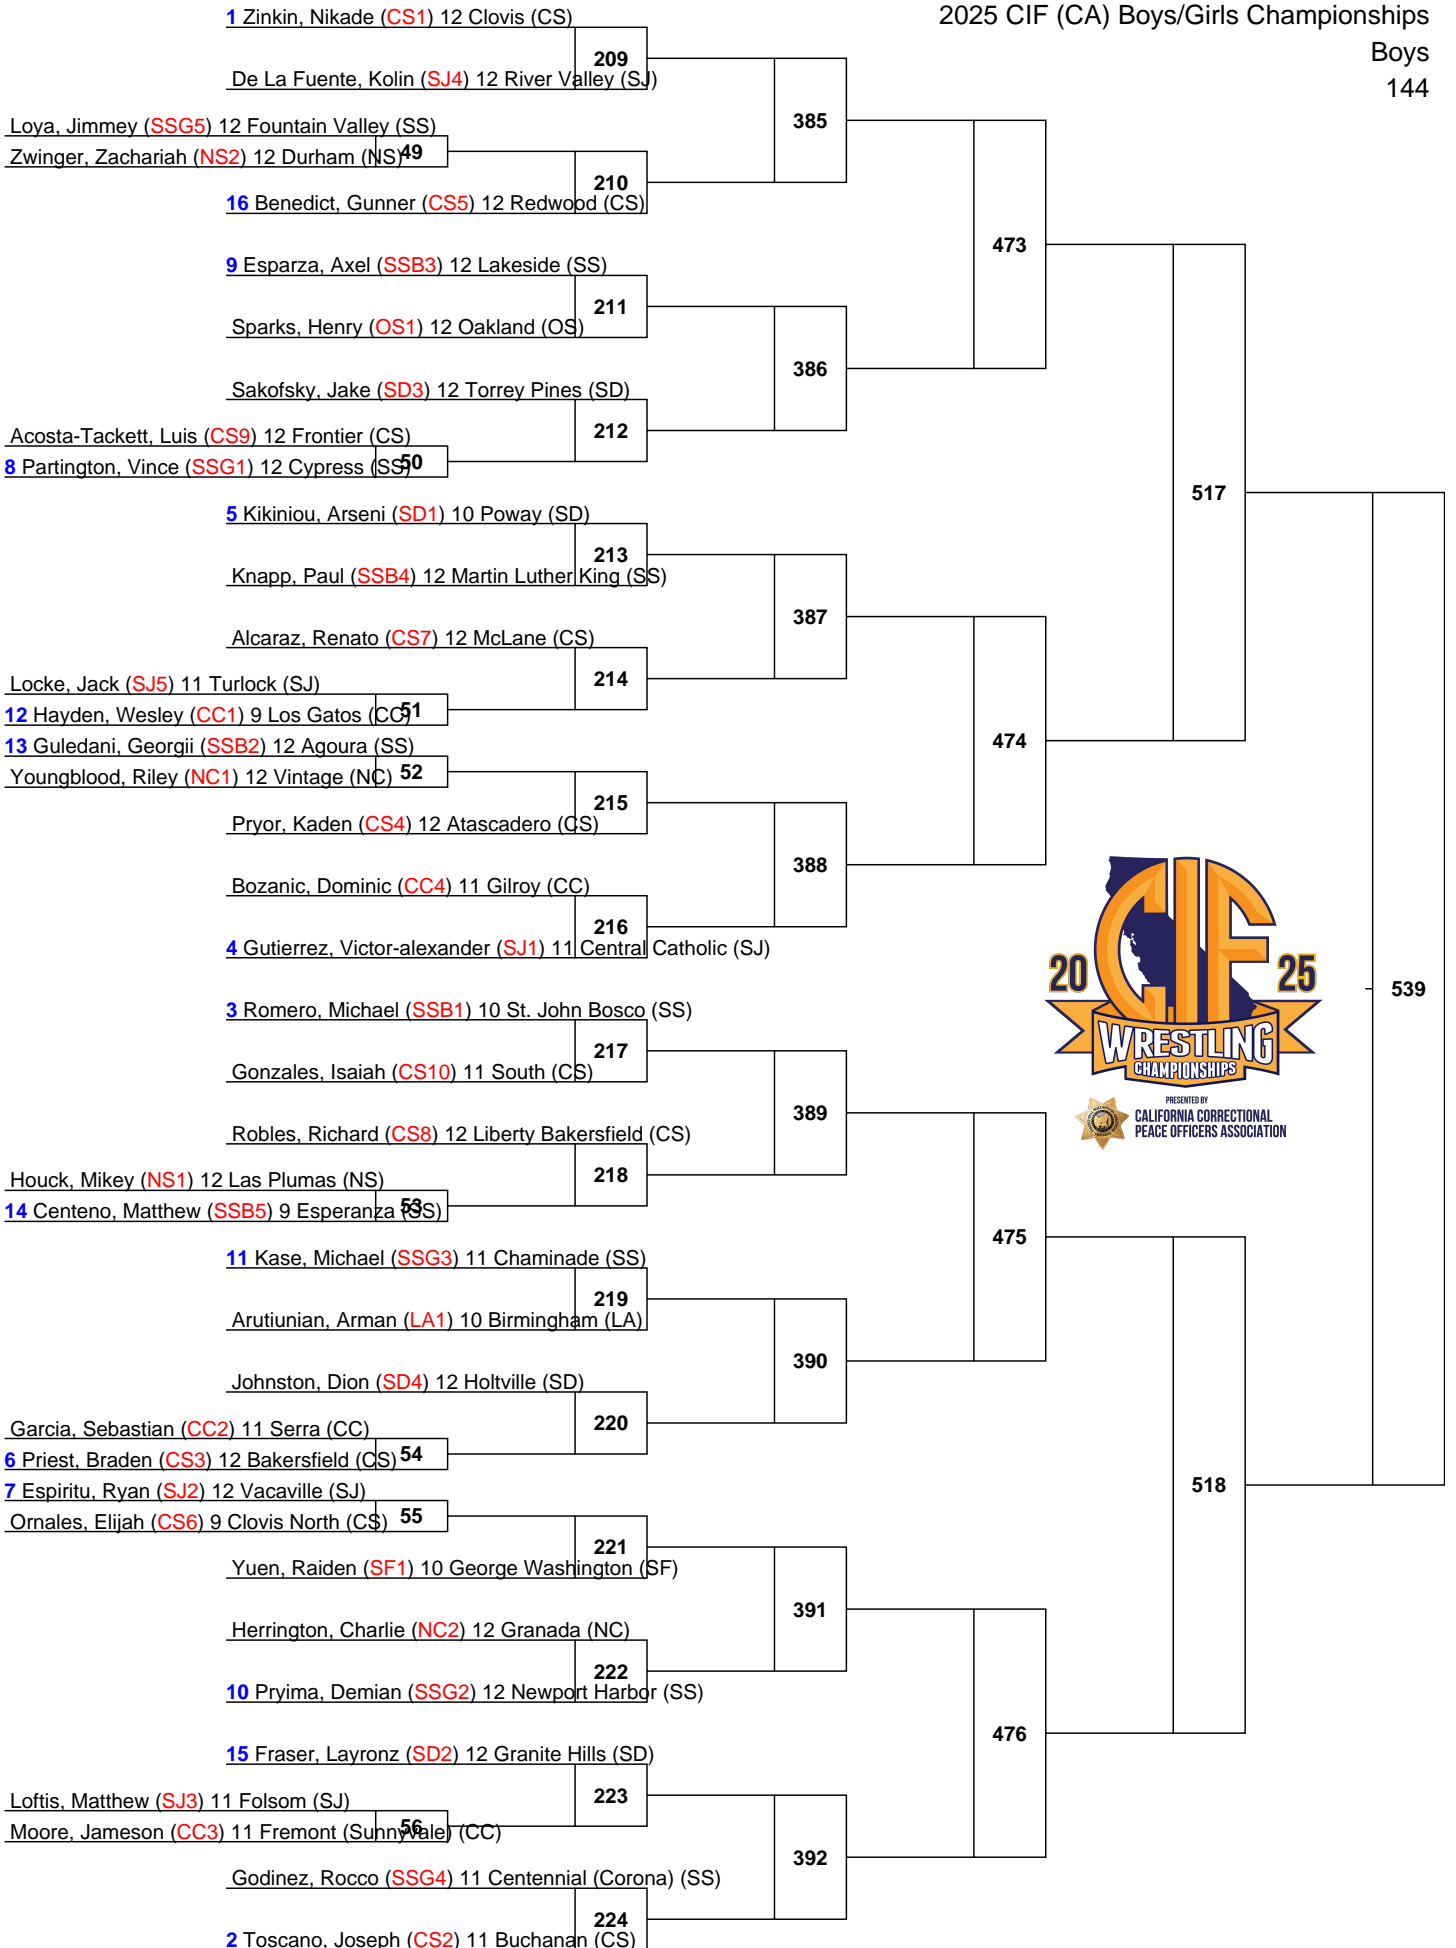 2025 CIF (CA) Boys/Girls Championships
Boys
144
1 Zinkin, Nikade (CS1) 12 Clovis (CS)
209
De La Fuente, Kolin (SJ4) 12 River Valley (SJ)
385
Loya, Jimmey (SSG5) 12 Fountain Valley (SS)
49
Zwinger, Zachariah (NS2) 12 Durham (NS)
210
16 Benedict, Gunner (CS5) 12 Redwood (CS)
473
9 Esparza, Axel (SSB3) 12 Lakeside (SS)
211
Sparks, Henry (OS1) 12 Oakland (OS)
386
Sakofsky, Jake (SD3) 12 Torrey Pines (SD)
212
Acosta-Tackett, Luis (CS9) 12 Frontier (CS)
50
8 Partington, Vince (SSG1) 12 Cypress (SS)
517
5 Kikiniou, Arseni (SD1) 10 Poway (SD)
213
Knapp, Paul (SSB4) 12 Martin Luther King (SS)
387
Alcaraz, Renato (CS7) 12 McLane (CS)
214
Locke, Jack (SJ5) 11 Turlock (SJ)
51
12 Hayden, Wesley (CC1) 9 Los Gatos (CC)
474
13 Guledani, Georgii (SSB2) 12 Agoura (SS)
52
Youngblood, Riley (NC1) 12 Vintage (NC)
215
Pryor, Kaden (CS4) 12 Atascadero (CS)
388
Bozanic, Dominic (CC4) 11 Gilroy (CC)
216
4 Gutierrez, Victor-alexander (SJ1) 11 Central Catholic (SJ)
20 CIF 25
WRESTLING
CHAMPIONSHIPS
PRESENTED BY
CALIFORNIA CORRECTIONAL
PEACE OFFICERS ASSOCIATION
539
3 Romero, Michael (SSB1) 10 St. John Bosco (SS)
217
Gonzales, Isaiah (CS10) 11 South (CS)
389
Robles, Richard (CS8) 12 Liberty Bakersfield (CS)
218
Houck, Mikey (NS1) 12 Las Plumas (NS)
53
14 Centeno, Matthew (SSB5) 9 Esperanza (SS)
475
11 Kase, Michael (SSG3) 11 Chaminade (SS)
219
Arutiunian, Arman (LA1) 10 Birmingham (LA)
390
Johnston, Dion (SD4) 12 Holtville (SD)
220
Garcia, Sebastian (CC2) 11 Serra (CC)
54
6 Priest, Braden (CS3) 12 Bakersfield (CS)
518
7 Espiritu, Ryan (SJ2) 12 Vacaville (SJ)
55
Ornales, Elijah (CS6) 9 Clovis North (CS)
221
Yuen, Raiden (SF1) 10 George Washington (SF)
391
Herrington, Charlie (NC2) 12 Granada (NC)
222
10 Pryima, Demian (SSG2) 12 Newport Harbor (SS)
476
15 Fraser, Layronz (SD2) 12 Granite Hills (SD)
223
Loftis, Matthew (SJ3) 11 Folsom (SJ)
56
Moore, Jameson (CC3) 11 Fremont (Sunnyvale) (CC)
392
Godinez, Rocco (SSG4) 11 Centennial (Corona) (SS)
224
2 Toscano, Joseph (CS2) 11 Buchanan (CS)